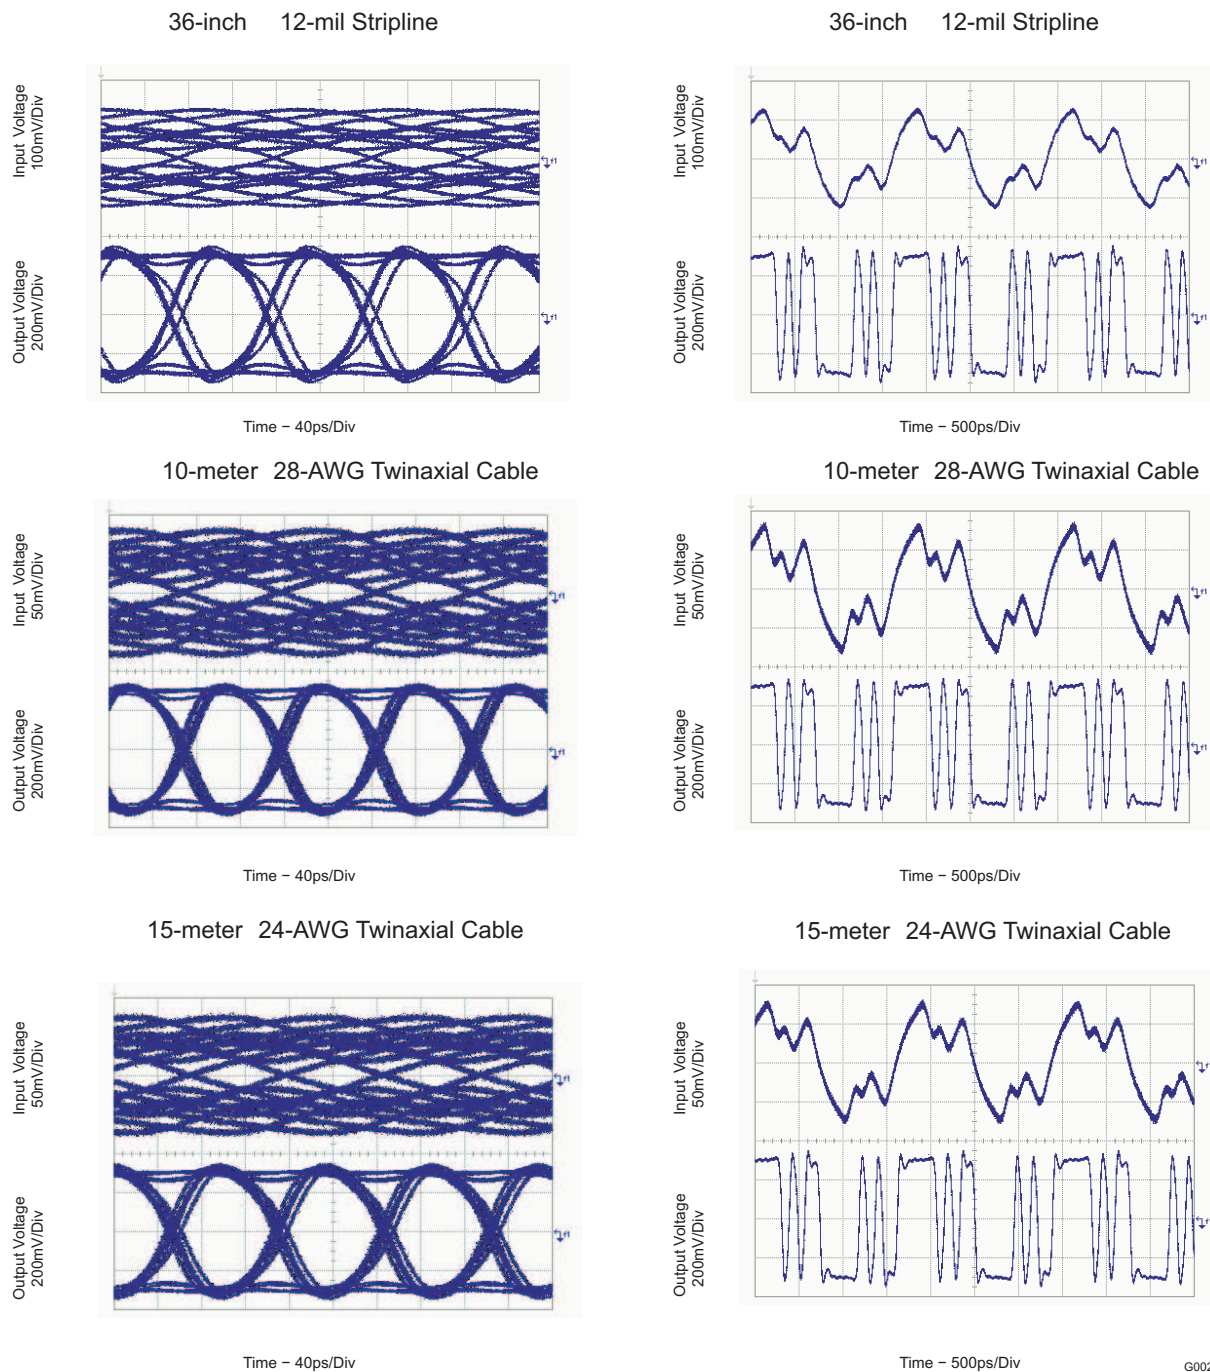 36-inch 12-mil Stripline
36-inch 12-mil Stripline
Input Voltage
100mV/Div
Output Voltage
200mV/Div
Time − 40ps/Div
Input Voltage
100mV/Div
Output Voltage
200mV/Div
Time − 500ps/Div
10-meter 28-AWG Twinaxial Cable
10-meter 28-AWG Twinaxial Cable
Input Voltage
50mV/Div
Output Voltage
200mV/Div
Time − 40ps/Div
Input Voltage
50mV/Div
Output Voltage
200mV/Div
Time − 500ps/Div
15-meter 24-AWG Twinaxial Cable
15-meter 24-AWG Twinaxial Cable
Input Voltage
50mV/Div
Output Voltage
200mV/Div
Time − 40ps/Div
Input Voltage
50mV/Div
Output Voltage
200mV/Div
Time − 500ps/Div
G002